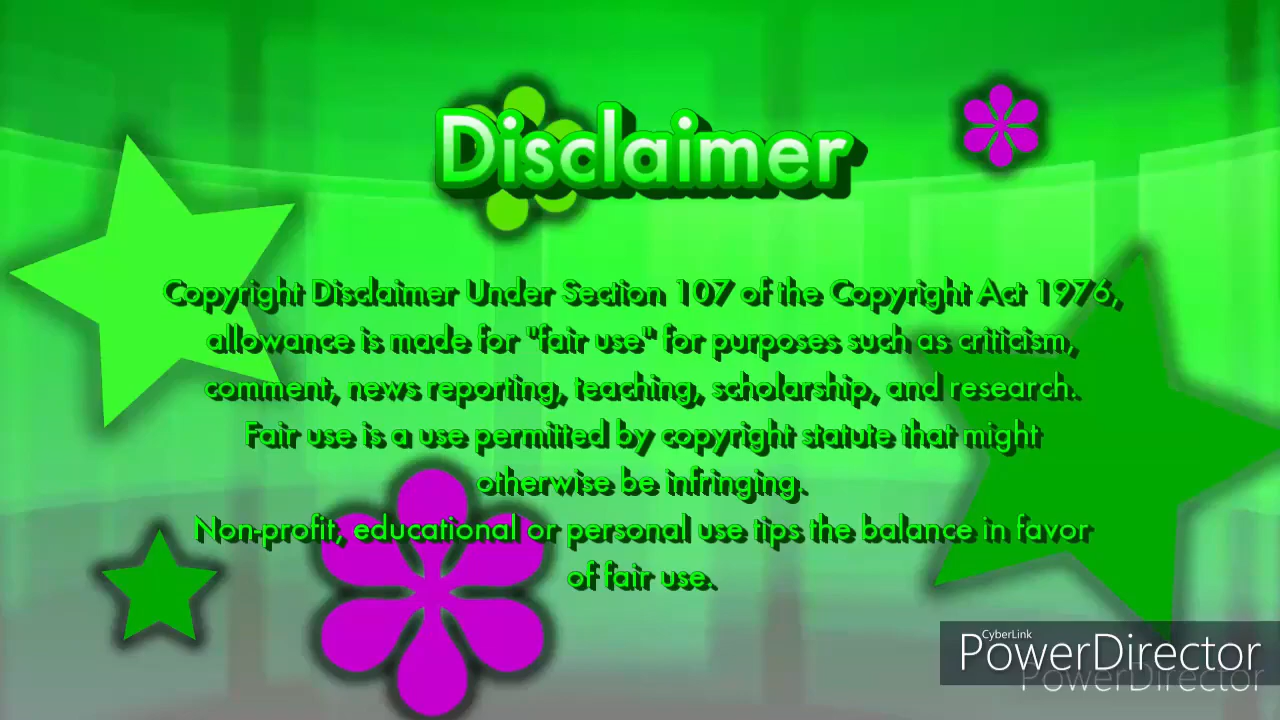 Disclaimer
Copyright Disclaimer Under Section 107 of the Copyright Act 1976,
allowance is made for "fair use" for purposes such as criticism,
comment, news reporting, teaching, scholarship, and research.
Fair use is a use permitted by copyright statute that might
otherwise be infringing.
Non-profit, educational or personal use tips the balance in favor
of fair use.
CyberLink
PowerDirector
PowerDirector